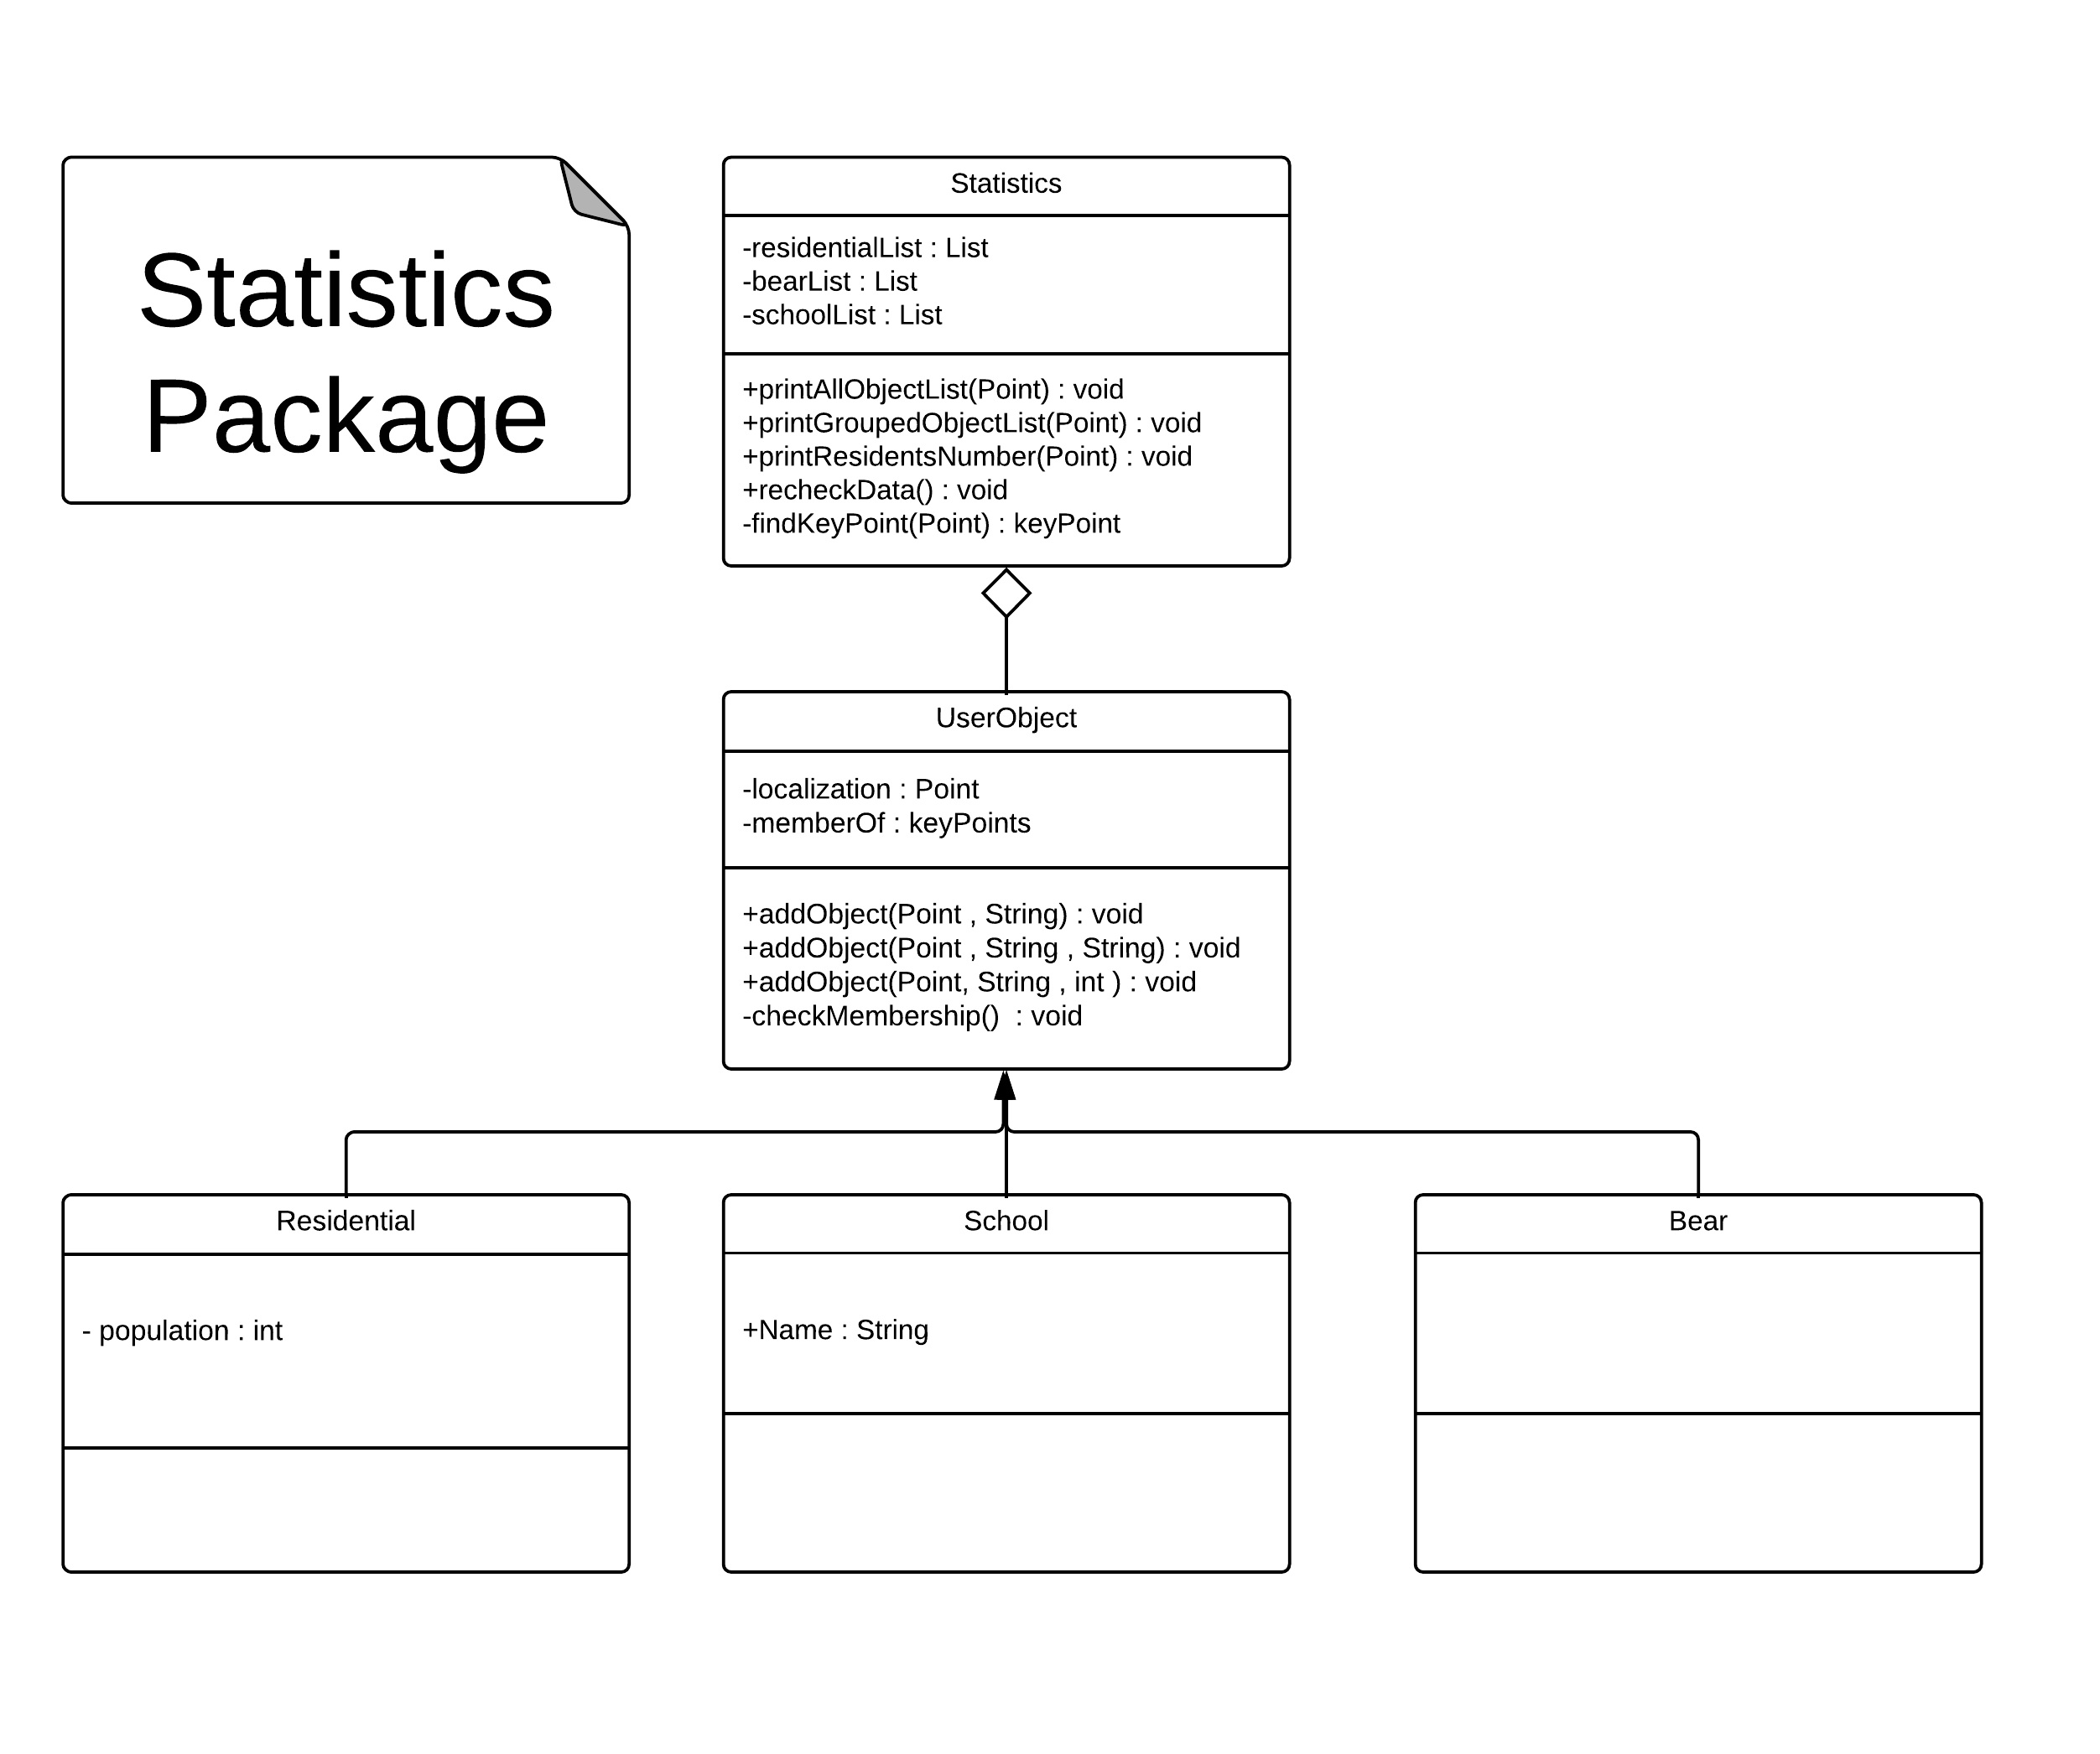 Statistics
Package
Statistics
-residentialList : List
-bearList : List
-schoolList : List
+printAllObjectList(Point) : void
+printGroupedObjectList(Point) : void
+printResidentsNumber(Point) : void
+recheckData() : void
-findKeyPoint(Point) : keyPoint
UserObject
-localization : Point
-memberOf : keyPoints
+addObject(Point , String) : void
+addObject(Point , String , String) : void
+addObject(Point, String , int ) : void
-checkMembership()  : void
Residential
- population : int
School
+Name : String
Bear